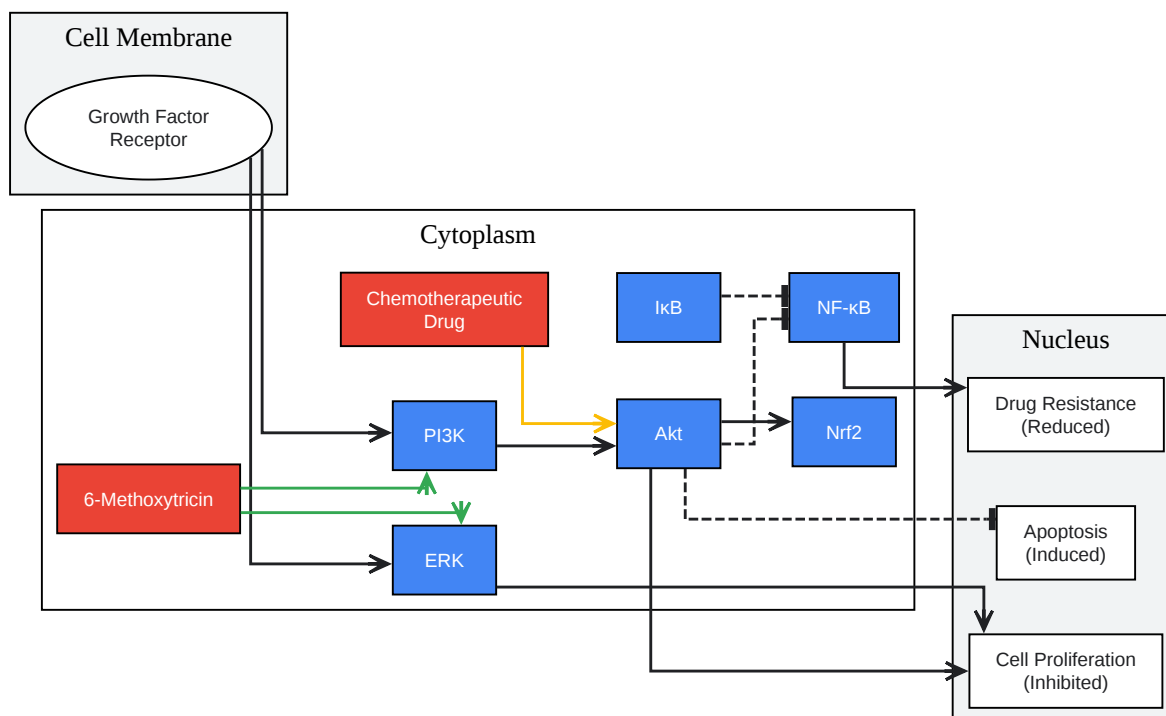 Cell Membrane
Growth Factor
Receptor
Cytoplasm
Chemotherapeutic
Drug
IκB
NF-κB
Nucleus
Drug Resistance
(Reduced)
PI3K
Akt
Nrf2
6-Methoxytricin
ERK
Apoptosis
(Induced)
Cell Proliferation
(Inhibited)